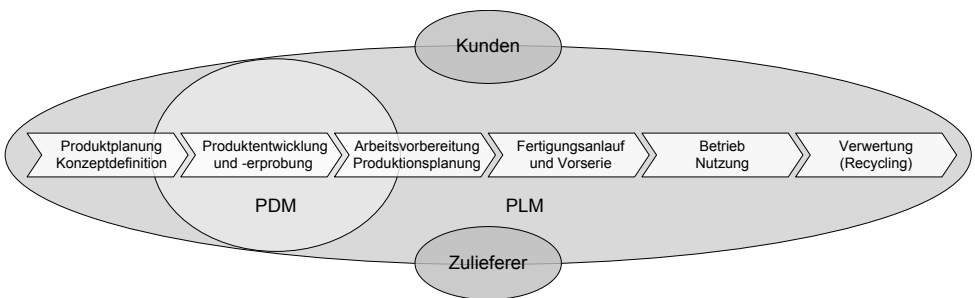 Kunden
Produktplanung
Konzeptdefinition
Produktentwicklung
und -erprobung
Arbeitsvorbereitung
Produktionsplanung
Fertigungsanlauf
und Vorserie
Betrieb
Nutzung
Verwertung
(Recycling)
PDM
PLM
Zulieferer